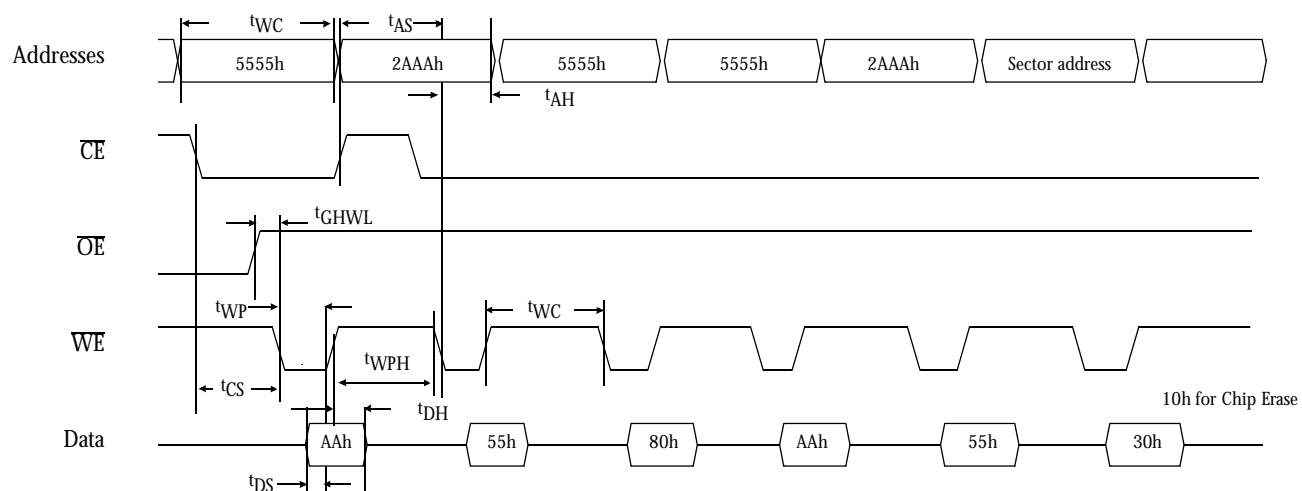 tWC tAS
Addresses 5555h 2AAAh 5555h 5555h 2AAAh Sector address
tAH
CE
tGHWL
OE
tWP tWC
WE
tWPH
tCS
tDH 10h for Chip Erase
Data AAh 55h 80h AAh 55h 30h
tDS